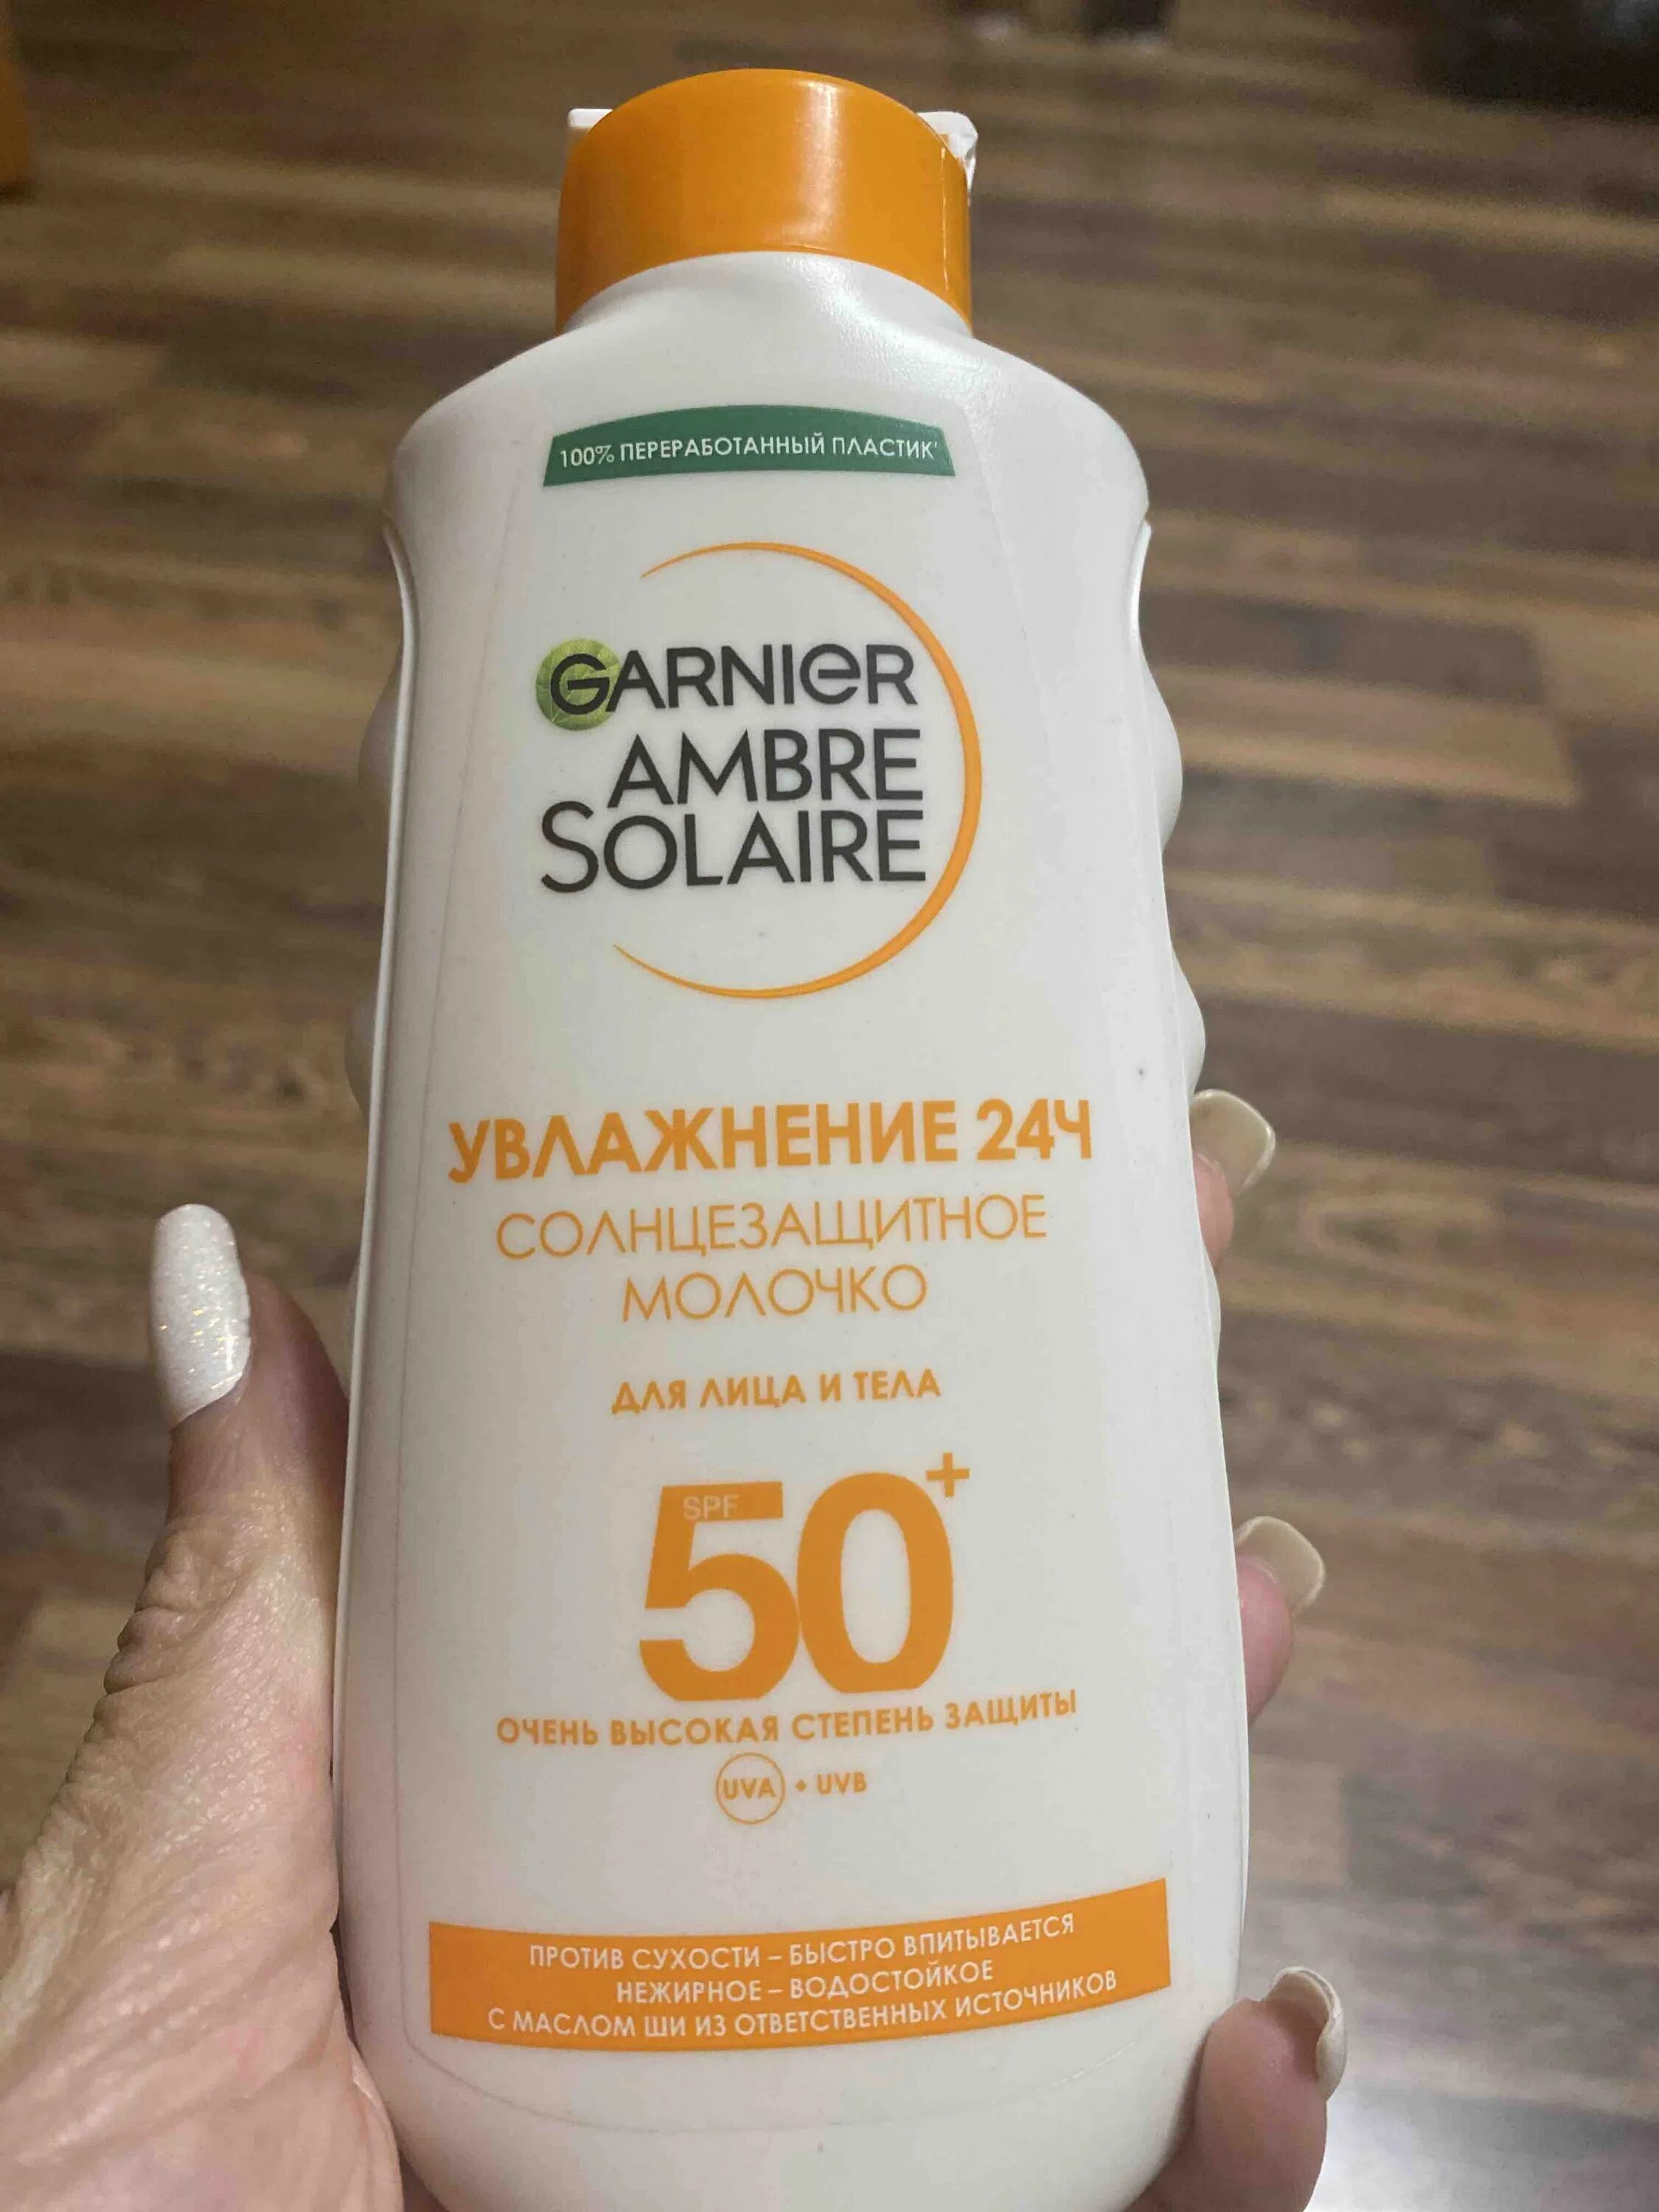 100% ПЕРЕРАБОТАННЫЙ ПЛАСТИК*
GARNIER
AMBRE
SOLAIRE
УВЛАЖНЕНИЕ 24Ч
СОЛНЦЕЗАЩИТНОЕ
МОЛОЧКО
ДЛЯ ЛИЦА И ТЕЛА
SPF
50+
ОЧЕНЬ ВЫСОКАЯ СТЕПЕНЬ ЗАЩИТЫ
UVA + UVB
ПРОТИВ СУХОСТИ – БЫСТРО ВПИТЫВАЕТСЯ
НЕЖИРНОЕ – ВОДОСТОЙКОЕ
С МАСЛОМ ШИ ИЗ ОТВЕТСТВЕННЫХ ИСТОЧНИКОВ